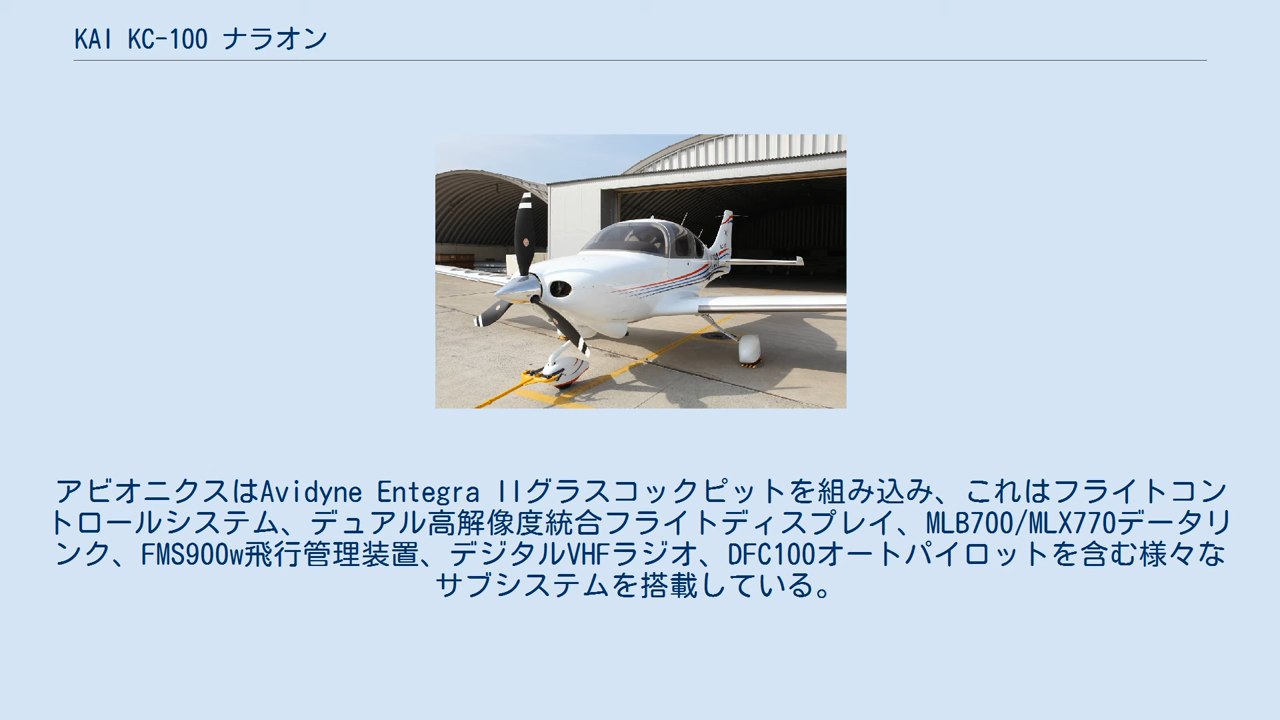 KAI KC-100 ナラオン
アビオニクスはAvidyne Entegra IIグラスコックピットを組み込み、これはフライトコン
トロールシステム、デュアル高解像度統合フライトディスプレイ、MLB700/MLX770データリ
ンク、FMS900w飛行管理装置、デジタルVHFラジオ、DFC100オートパイロットを含む様々な
サブシステムを搭載している。